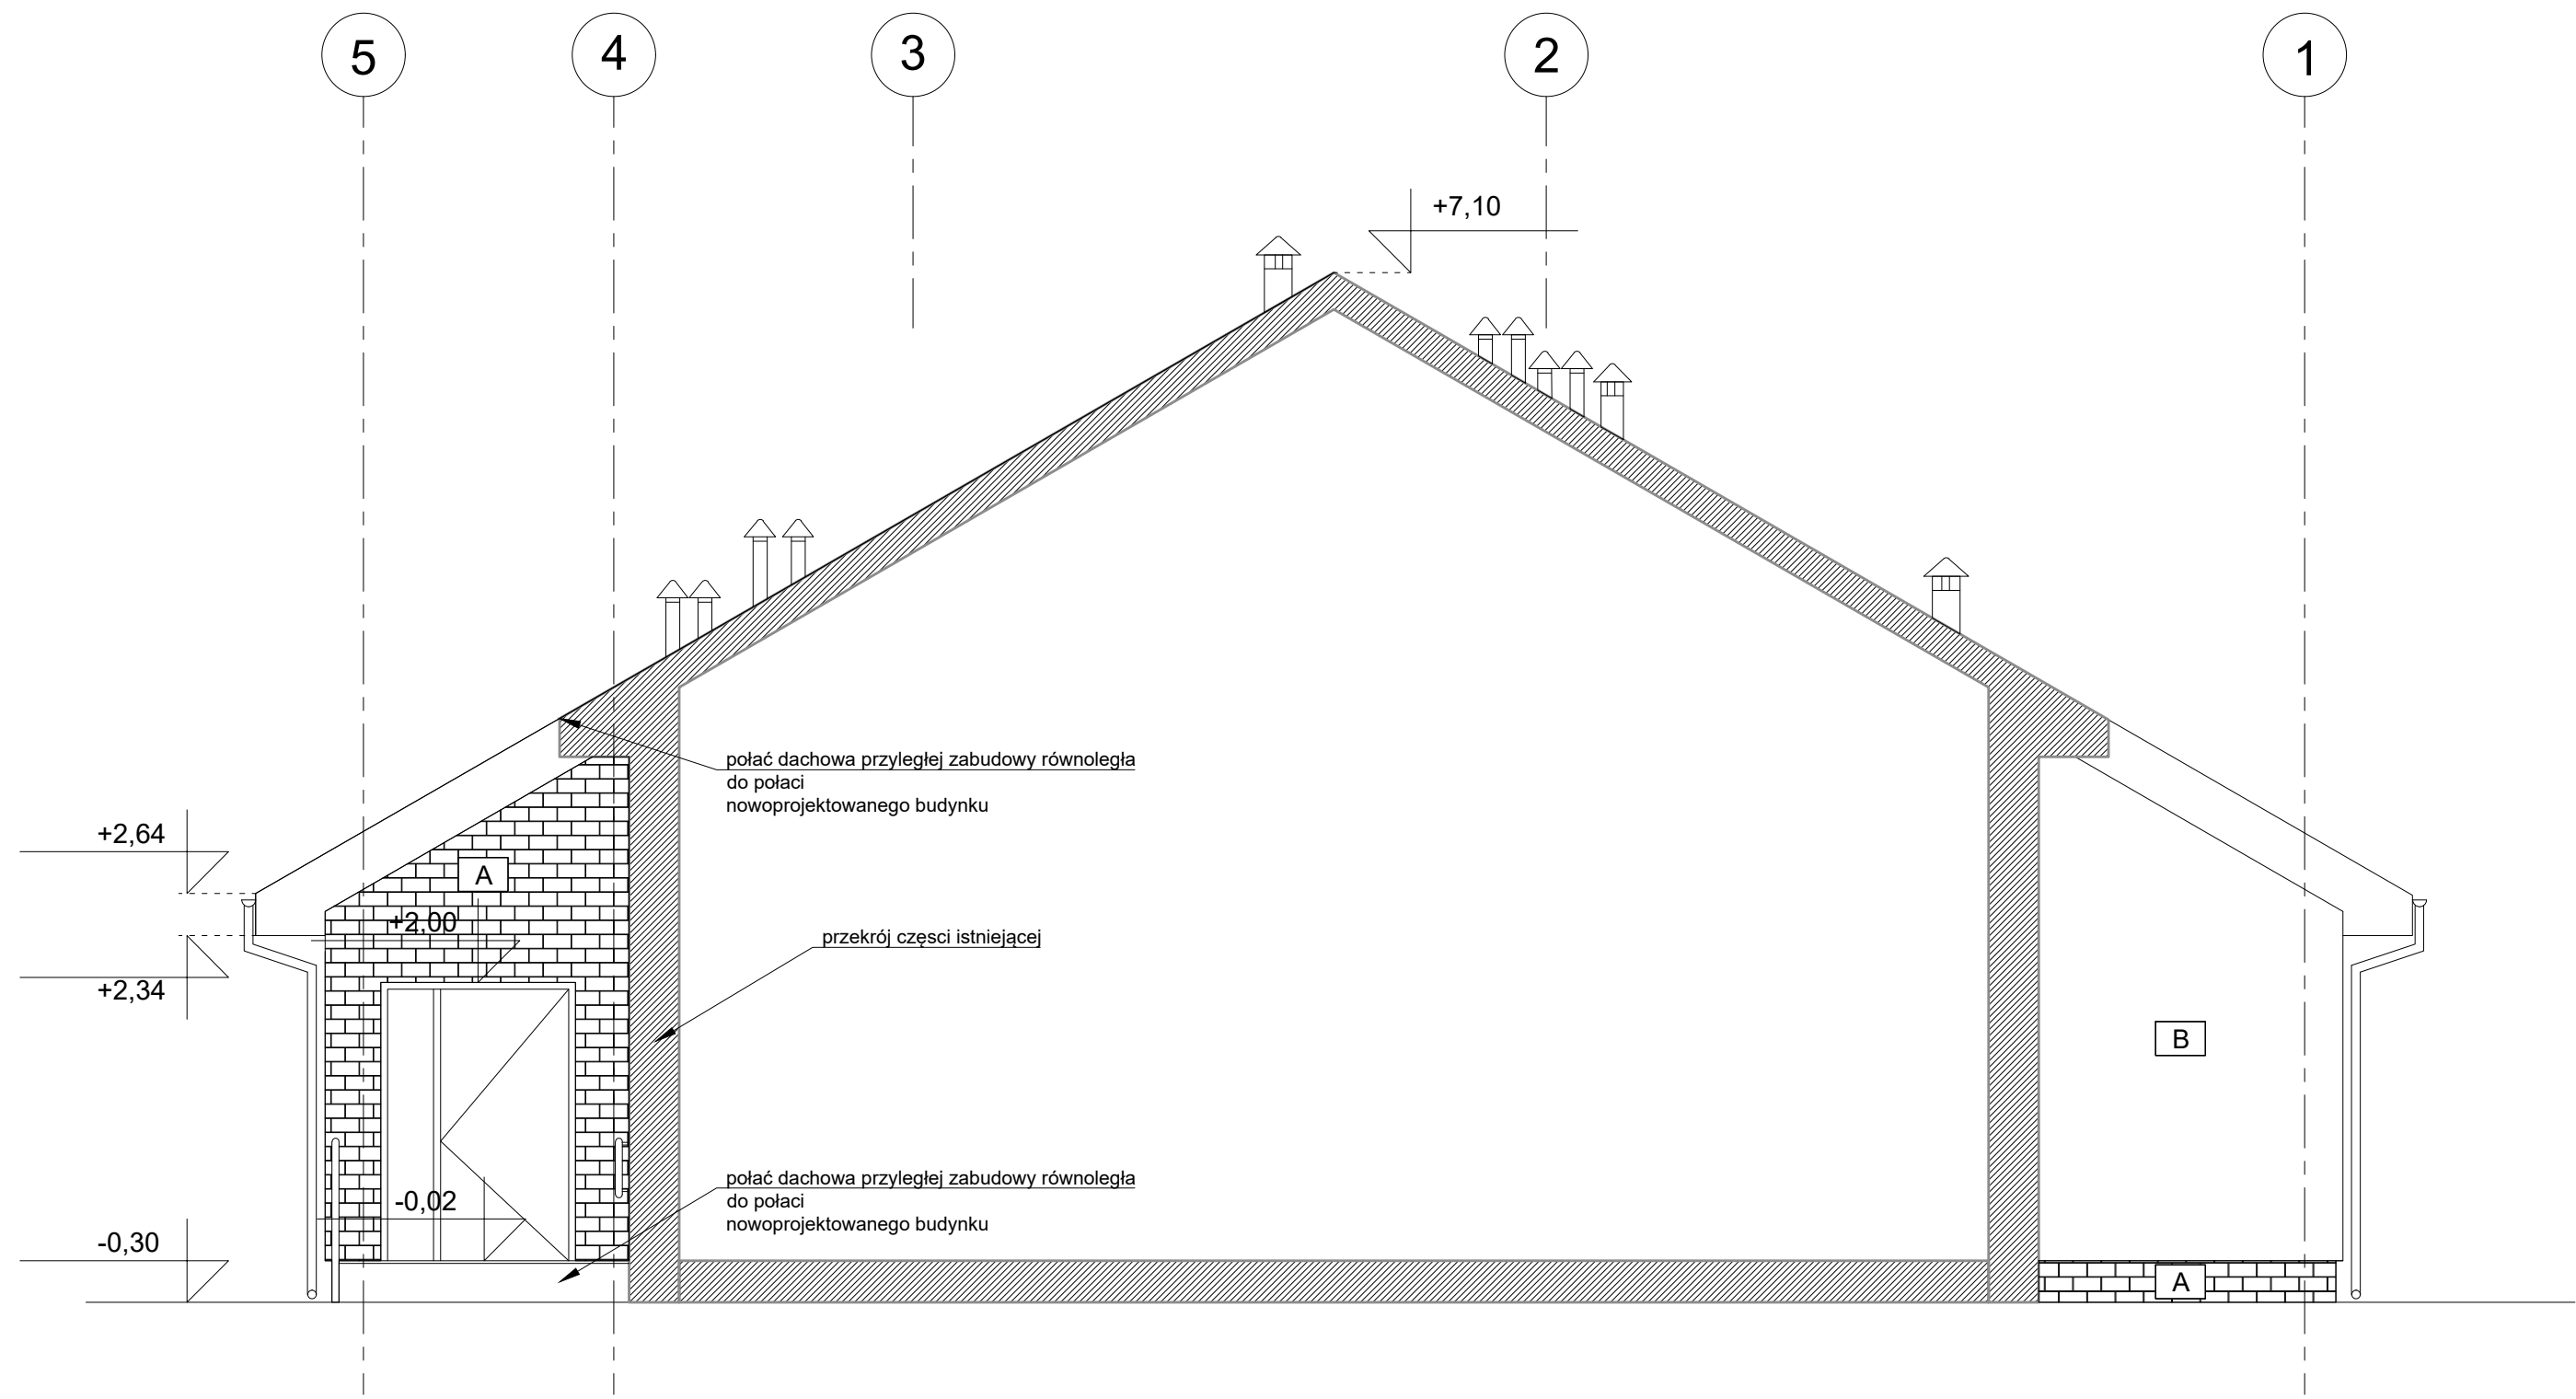 5
4
3
2
1
+7,10
połać dachowa przyległej zabudowy równoległa
do połaci
nowoprojektowanego budynku
+2,64
A
+2,00
przekrój częsci istniejącej
+2,34
B
połać dachowa przyległej zabudowy równoległa
do połaci
nowoprojektowanego budynku
-0,02
-0,30
A